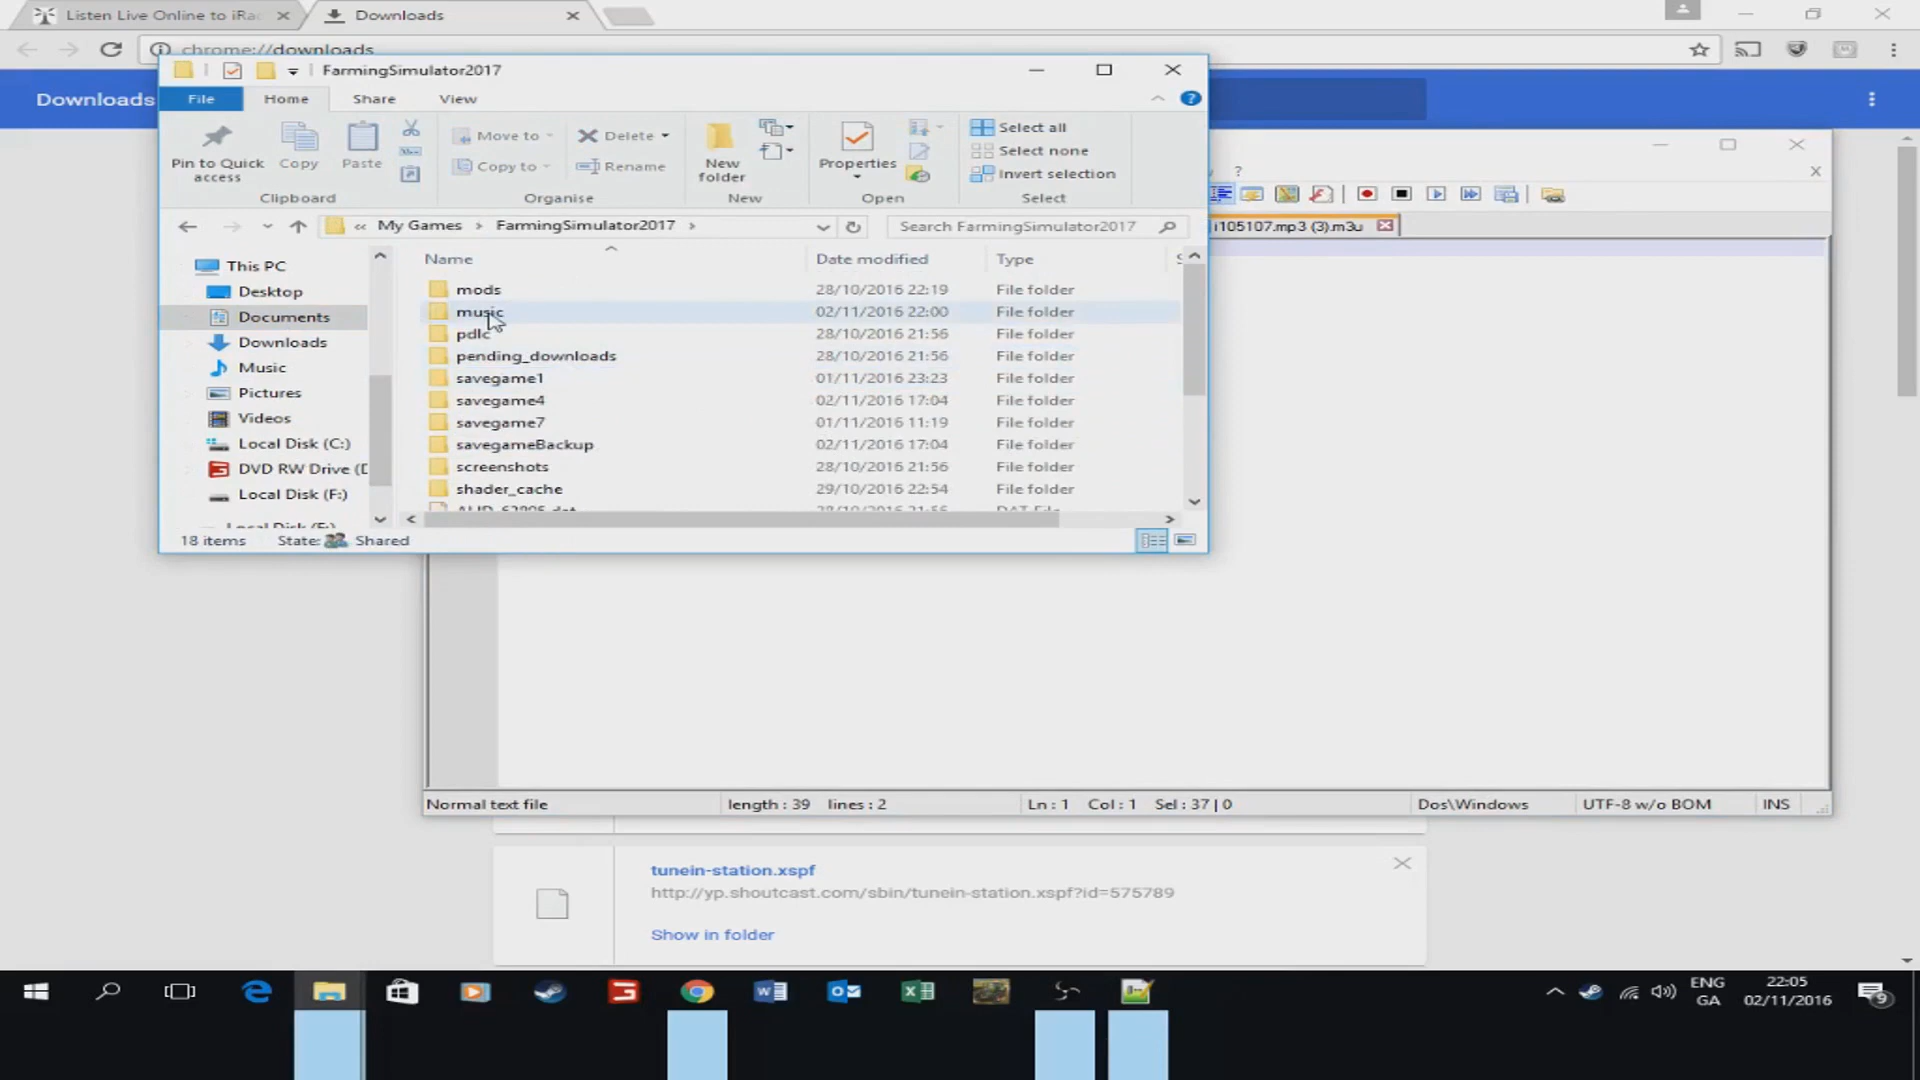 Listen Live Online to iRa
Downloads
chrome://downloads
Downloads
FarmingSimulator2017
File
Home
Share
View
Pin to Quick access
Copy
Paste
Clipboard
Move to
Copy to
Delete
Rename
Organise
New folder
New
Properties
Open
Select all
Select none
Invert selection
Select
« My Games > FarmingSimulator2017 >
Search FarmingSimulator2017
This PC
Desktop
Documents
Downloads
Music
Pictures
Videos
Local Disk (C:)
DVD RW Drive (D
Local Disk (F:)
Name Date modified Type
mods 28/10/2016 22:19 File folder
music 02/11/2016 22:00 File folder
pdlc 28/10/2016 21:56 File folder
pending_downloads 28/10/2016 21:56 File folder
savegame1 01/11/2016 23:23 File folder
savegame4 02/11/2016 17:04 File folder
savegame7 01/11/2016 11:19 File folder
savegameBackup 02/11/2016 17:04 File folder
screenshots 28/10/2016 21:56 File folder
shader_cache 29/10/2016 22:54 File folder
18 items State: Shared
?
i105107.mp3 (3).m3u
Normal text file length : 39 lines : 2 Ln : 1 Col : 1 Sel : 37 | 0 Dos\Windows UTF-8 w/o BOM INS
tunein-station.xspf
http://yp.shoutcast.com/sbin/tunein-station.xspf?id=575789
Show in folder
ENG
GA
22:05
02/11/2016
9